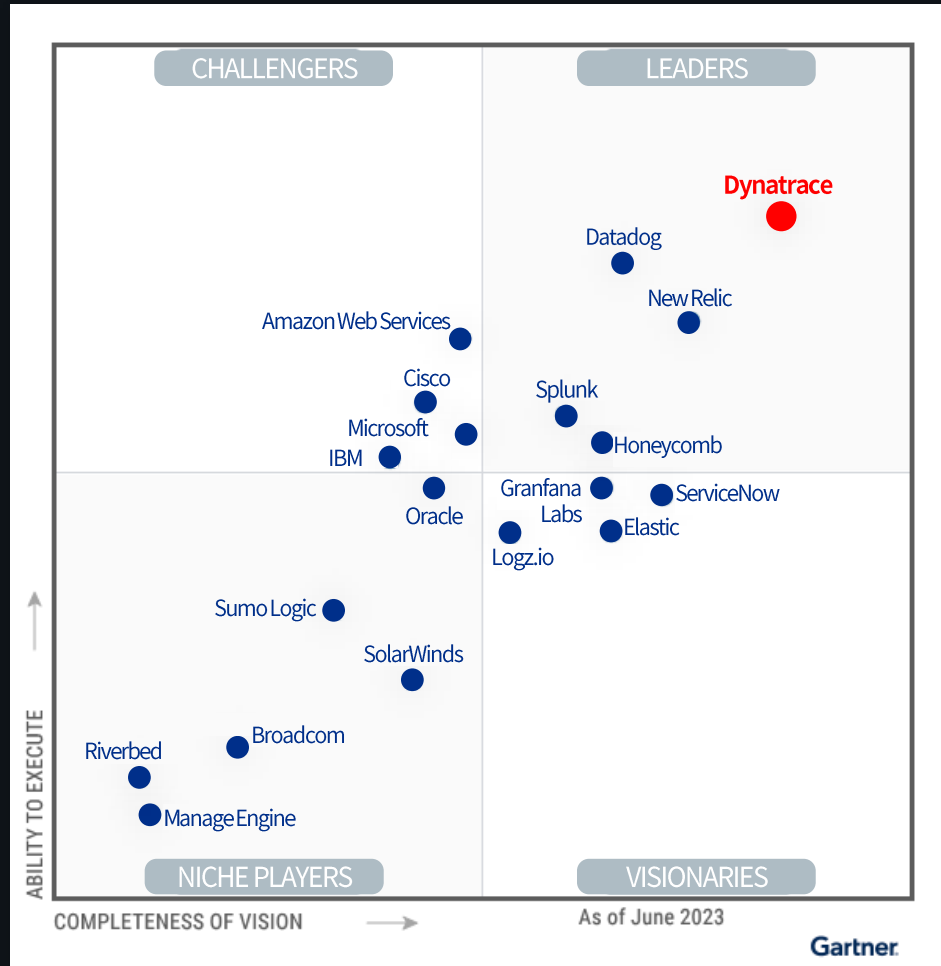 CHALLENGERS
LEADERS
Dynatrace
Datadog
New Relic
Amazon Web Services
Cisco
Splunk
Microsoft
Honeycomb
IBM
Granfana
Labs
ServiceNow
Oracle
Elastic
Logz.io
Sumo Logic
SolarWinds
Broadcom
Riverbed
ManageEngine
NICHE PLAYERS
VISIONARIES
ABILITY TO EXECUTE
COMPLETENESS OF VISION
As of June 2023
Gartner.